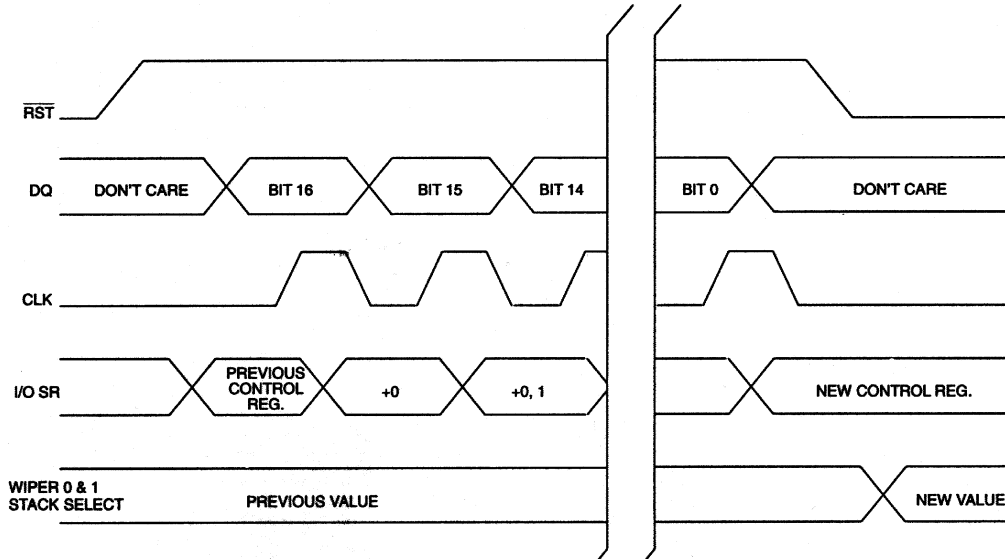 RST
DQ DON'T CARE BIT 16 BIT 15 BIT 14 BIT 0 DON'T CARE
CLK
I/O SR PREVIOUS CONTROL REG. +0 +0, 1 NEW CONTROL REG.
WIPER 0 & 1
STACK SELECT PREVIOUS VALUE NEW VALUE